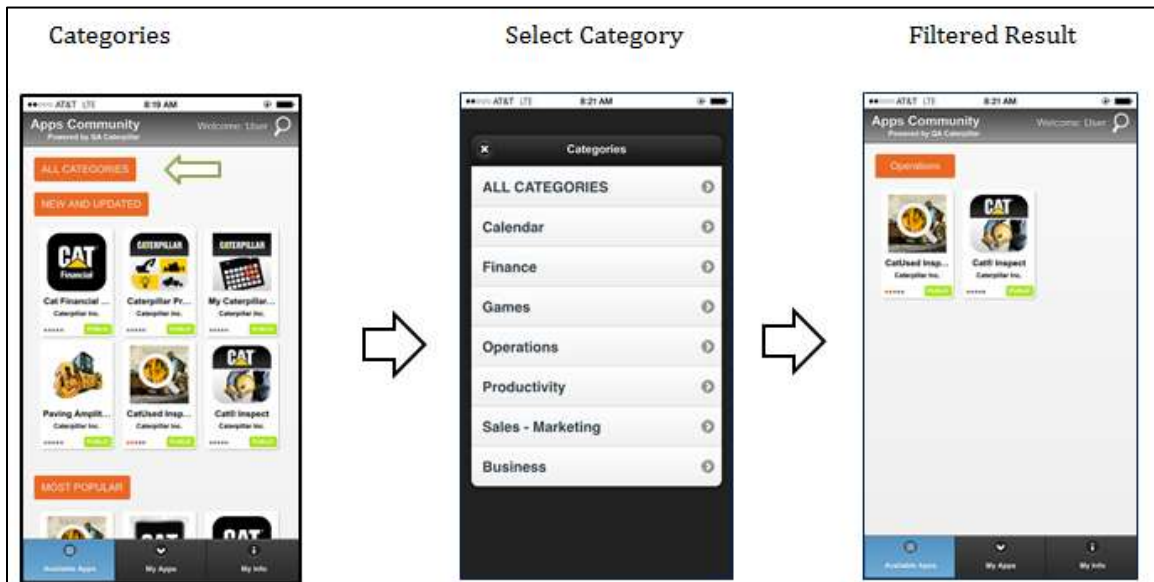 Categories
Select Category
Filtered Result
AT&T LTE 8:19 AM
Apps Community
Welcome: User
Powered by QA Caterpillar
ALL CATEGORIES
NEW AND UPDATED
CAT
Financial
CATERPILLAR
CATERPILLAR
Cat Financial ...
Caterpillar Pr...
My Caterpillar...
Caterpillar Inc.
Caterpillar Inc.
Caterpillar Inc.
CAT
Paving Amplit...
CatUsed Insp...
Cat® Inspect
Caterpillar Inc.
Caterpillar Inc.
Caterpillar Inc.
MOST POPULAR
Available Apps
My Apps
My Info
AT&T LTE 8:21 AM
Categories
ALL CATEGORIES
Calendar
Finance
Games
Operations
Productivity
Sales - Marketing
Business
AT&T LTE 8:21 AM
Apps Community
Welcome: User
Powered by QA Caterpillar
Operations
CAT
CatUsed Insp...
Cat® Inspect
Caterpillar Inc.
Caterpillar Inc.
Available Apps
My Apps
My Info